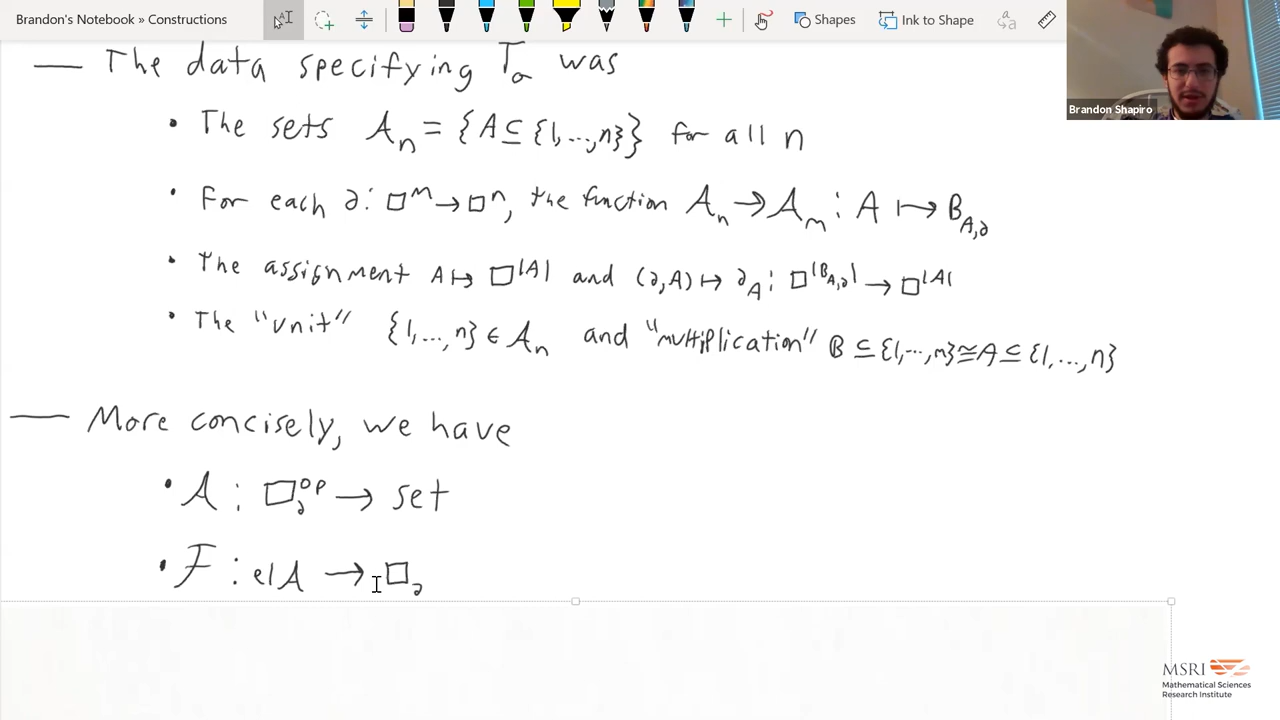 Brandon's Notebook » Constructions
Shapes
Ink to Shape
— The data specifying T_σ was
• The sets A_n = {A ⊆ {1,...,n}} for all n
• For each ∂: □^m → □^n, the function A_n → A_m : A ↦ B_{A,∂}
• The assignment A ↦ □^{|A|} and (∂,A) ↦ ∂_A : □^{|B_{A,∂}|} → □^{|A|}
• The "unit" {1,...,n} ∈ A_n and "multiplication" B ⊆ {1,...,m} ≅ A ⊆ {1,...,n}
— More concisely, we have
• A : □_∂^{op} → set
• F : el A → □_∂
Brandon Shapiro
MSRI
Mathematical Sciences
Research Institute